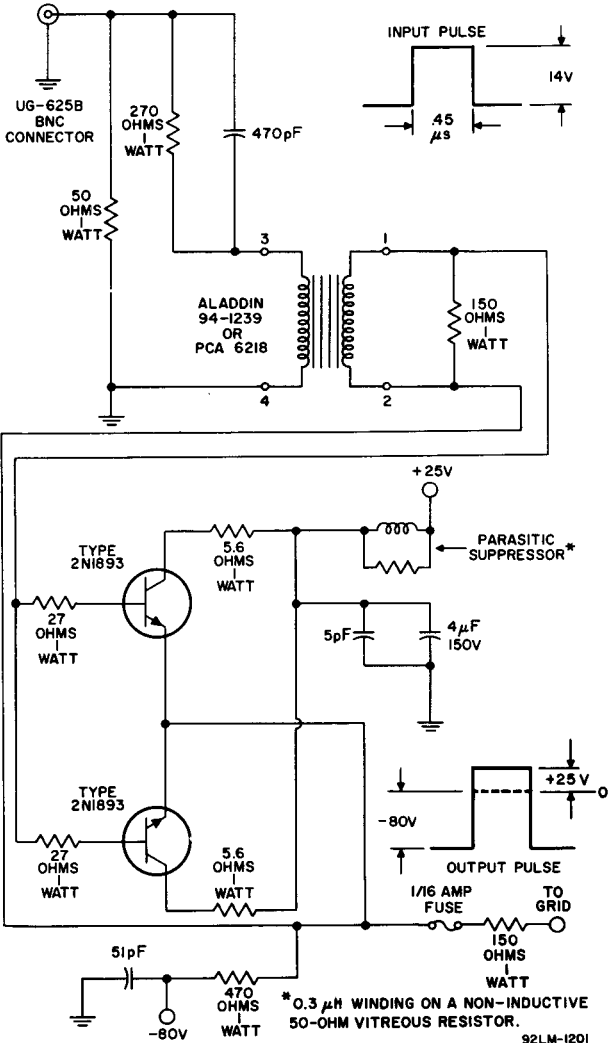 INPUT PULSE
14V
.45
μs
UG-625B
BNC
CONNECTOR
270
OHMS
1
WATT
470pF
50
OHMS
1
WATT
3
1
ALADDIN
94-1239
OR
PCA 6218
150
OHMS
1
WATT
4
2
+25V
TYPE
2N1893
5.6
OHMS
1
WATT
PARASITIC
SUPPRESSOR*
27
OHMS
1
WATT
5pF
4μF
150V
TYPE
2N1893
+25V
0
-80V
27
OHMS
1
WATT
5.6
OHMS
1
WATT
OUTPUT PULSE
1/16 AMP
FUSE
TO
GRID
51pF
150
OHMS
1
WATT
470
OHMS
1
WATT
-80V
*0.3 μH WINDING ON A NON-INDUCTIVE
50-OHM VITREOUS RESISTOR.
92LM-1201